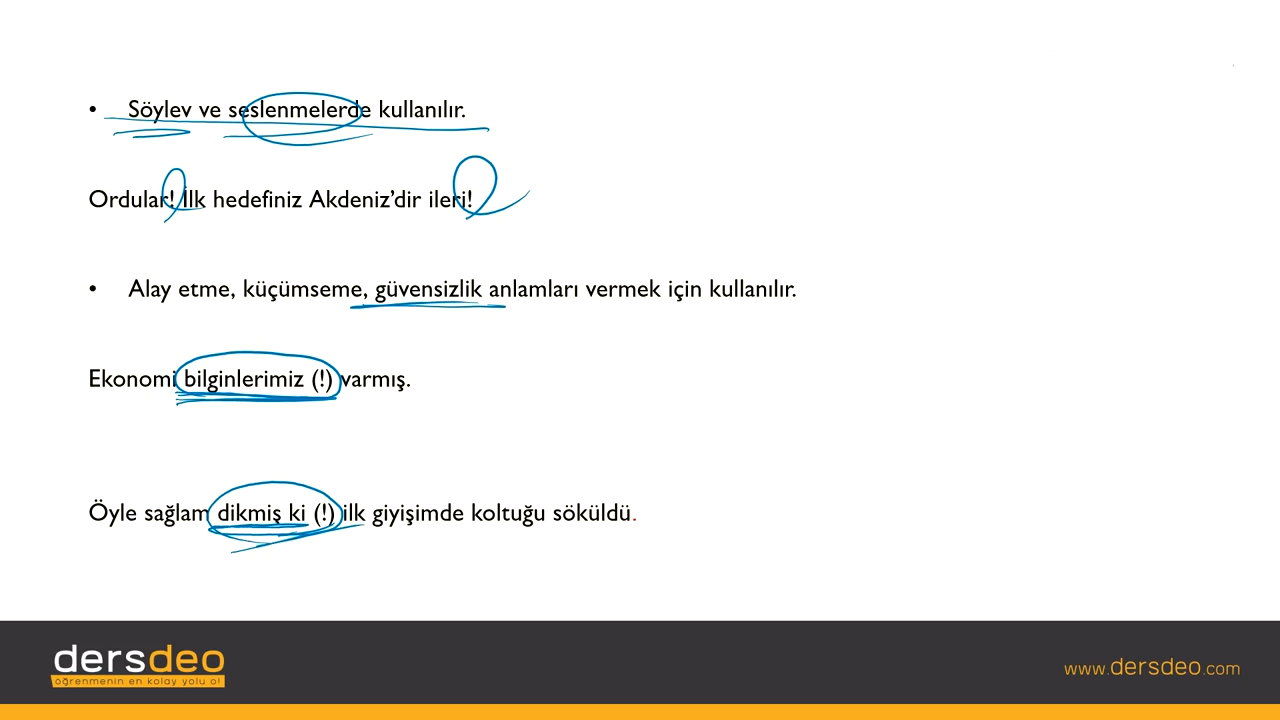 • Söylev ve seslenmelerde kullanılır.
Ordular! İlk hedefiniz Akdeniz’dir ileri!
• Alay etme, küçümseme, güvensizlik anlamları vermek için kullanılır.
Ekonomi bilginlerimiz (!) varmış.
Öyle sağlam dikmiş ki (!) ilk giyişimde koltuğu söküldü.
dersdeo
öğrenmenin en kolay yolu o!
www.dersdeo.com